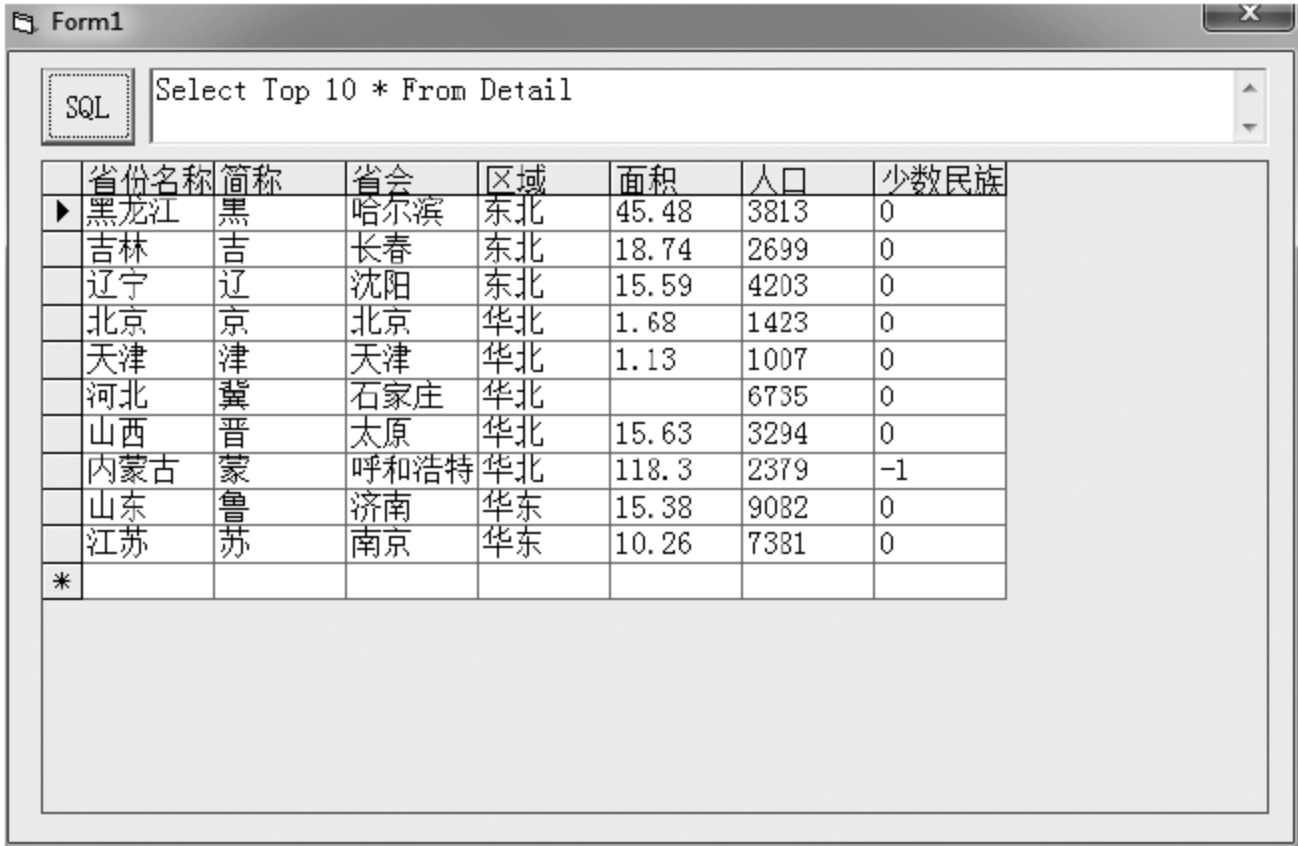 Form1
SQL
Select Top 10 * From Detail
省份名称 简称 省会 区域 面积 人口 少数民族
黑龙江 黑 哈尔滨 东北 45.48 3813 0
吉林 吉 长春 东北 18.74 2699 0
辽宁 辽 沈阳 东北 15.59 4203 0
北京 京 北京 华北 1.68 1423 0
天津 津 天津 华北 1.13 1007 0
河北 冀 石家庄 华北 6735 0
山西 晋 太原 华北 15.63 3294 0
内蒙古 蒙 呼和浩特 华北 118.3 2379 -1
山东 鲁 济南 华东 15.38 9082 0
江苏 苏 南京 华东 10.26 7381 0
*